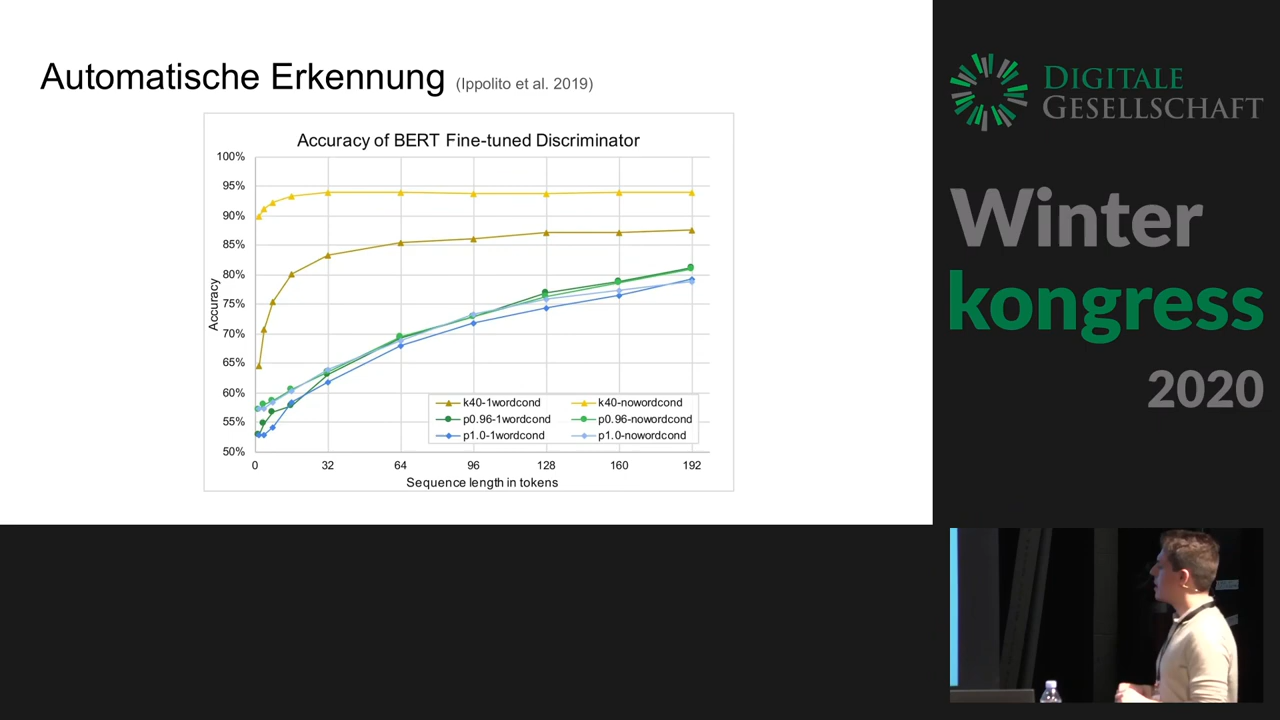 Automatische Erkennung (Ippolito et al. 2019)
Accuracy of BERT Fine-tuned Discriminator
100%
95%
90%
85%
80%
75%
70%
65%
60%
55%
50%
Accuracy
k40-1wordcond k40-nowordcond
p0.96-1wordcond p0.96-nowordcond
p1.0-1wordcond p1.0-nowordcond
0 32 64 96 128 160 192
Sequence length in tokens
DIGITALE
GESELLSCHAFT
Winter
kongress
2020